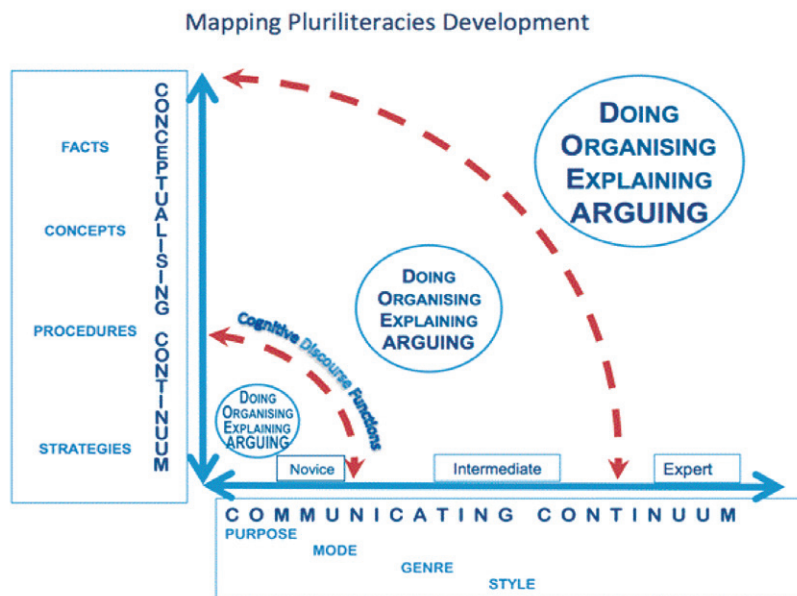 Mapping Pluriliteracies Development
CONCEPTUALISING CONTINUUM
FACTS
CONCEPTS
PROCEDURES
STRATEGIES
DOING
ORGANISING
EXPLAINING
ARGUING
DOING
ORGANISING
EXPLAINING
ARGUING
Cognitive Discourse Functions
DOING
ORGANISING
EXPLAINING
ARGUING
Novice
Intermediate
Expert
COMMUNICATING CONTINUUM
PURPOSE
MODE
GENRE
STYLE